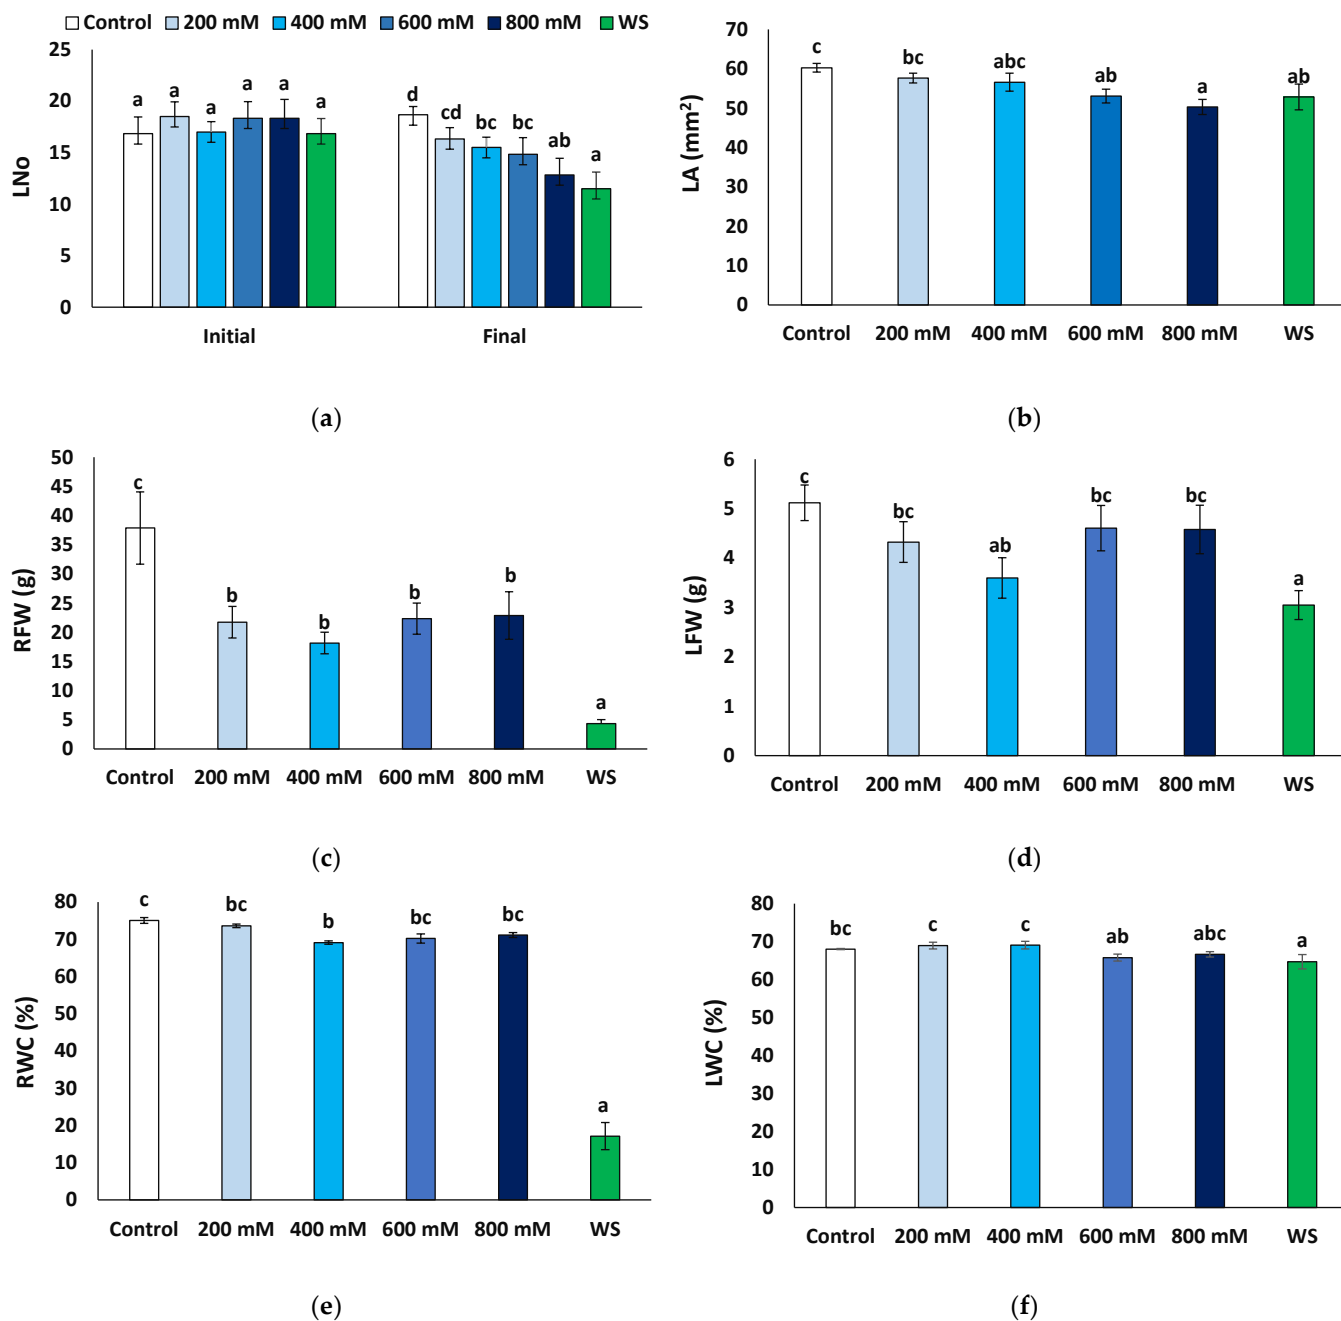 Control 200 mM 400 mM 600 mM 800 mM WS
25
20
15
10
5
0
LNo
a a a a a a
d cd bc bc ab a
Initial Final
(a)
70
60
50
40
30
20
10
0
LA (mm²)
c bc abc ab a ab
Control 200 mM 400 mM 600 mM 800 mM WS
(b)
50
45
40
35
30
25
20
15
10
5
0
RFW (g)
c b b b b a
Control 200 mM 400 mM 600 mM 800 mM WS
(c)
6
5
4
3
2
1
0
LFW (g)
c bc ab bc bc a
Control 200 mM 400 mM 600 mM 800 mM WS
(d)
80
70
60
50
40
30
20
10
0
RWC (%)
c bc b bc bc a
Control 200 mM 400 mM 600 mM 800 mM WS
(e)
80
70
60
50
40
30
20
10
0
LWC (%)
bc c c ab abc a
Control 200 mM 400 mM 600 mM 800 mM WS
(f)